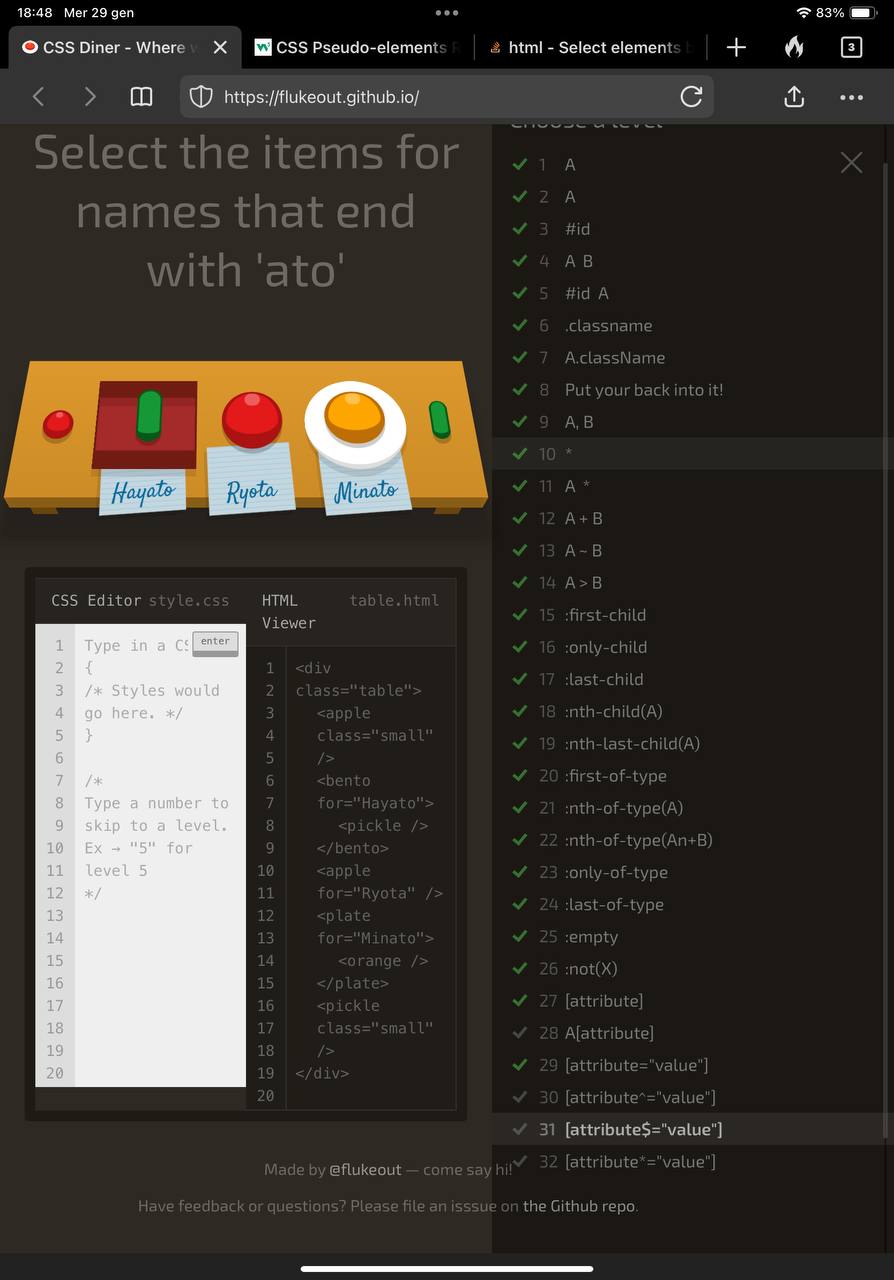 18:48 Mer 29 gen
83%
CSS Diner - Where
CSS Pseudo-elements
html - Select elements
3
https://flukeout.github.io/
Select the items for
names that end
with 'ato'
Hayato
Ryota
Minato
CSS Editor style.css
HTML
Viewer
table.html
1 Type in a CS
enter
2 {
3 /* Styles would
4 go here. */
5 }
6
7 /*
8 Type a number to
9 skip to a level.
10 Ex → "5" for
11 level 5
12 */
13
14
15
16
17
18
19
20
1 <div
2 class="table">
3 <apple
4 class="small"
5 />
6 <bento
7 for="Hayato">
8 <pickle />
9 </bento>
10 <apple
11 for="Ryota" />
12 <plate
13 for="Minato">
14 <orange />
15 </plate>
16 <pickle
17 class="small"
18 />
19 </div>
20
Made by @flukeout — come say hi!
Have feedback or questions? Please file an isssue on the Github repo.
Choose a level
1 A
2 A
3 #id
4 A B
5 #id A
6 .classname
7 A.className
8 Put your back into it!
9 A, B
10 *
11 A *
12 A + B
13 A ~ B
14 A > B
15 :first-child
16 :only-child
17 :last-child
18 :nth-child(A)
19 :nth-last-child(A)
20 :first-of-type
21 :nth-of-type(A)
22 :nth-of-type(An+B)
23 :only-of-type
24 :last-of-type
25 :empty
26 :not(X)
27 [attribute]
28 A[attribute]
29 [attribute="value"]
30 [attribute^="value"]
31 [attribute$="value"]
32 [attribute*="value"]